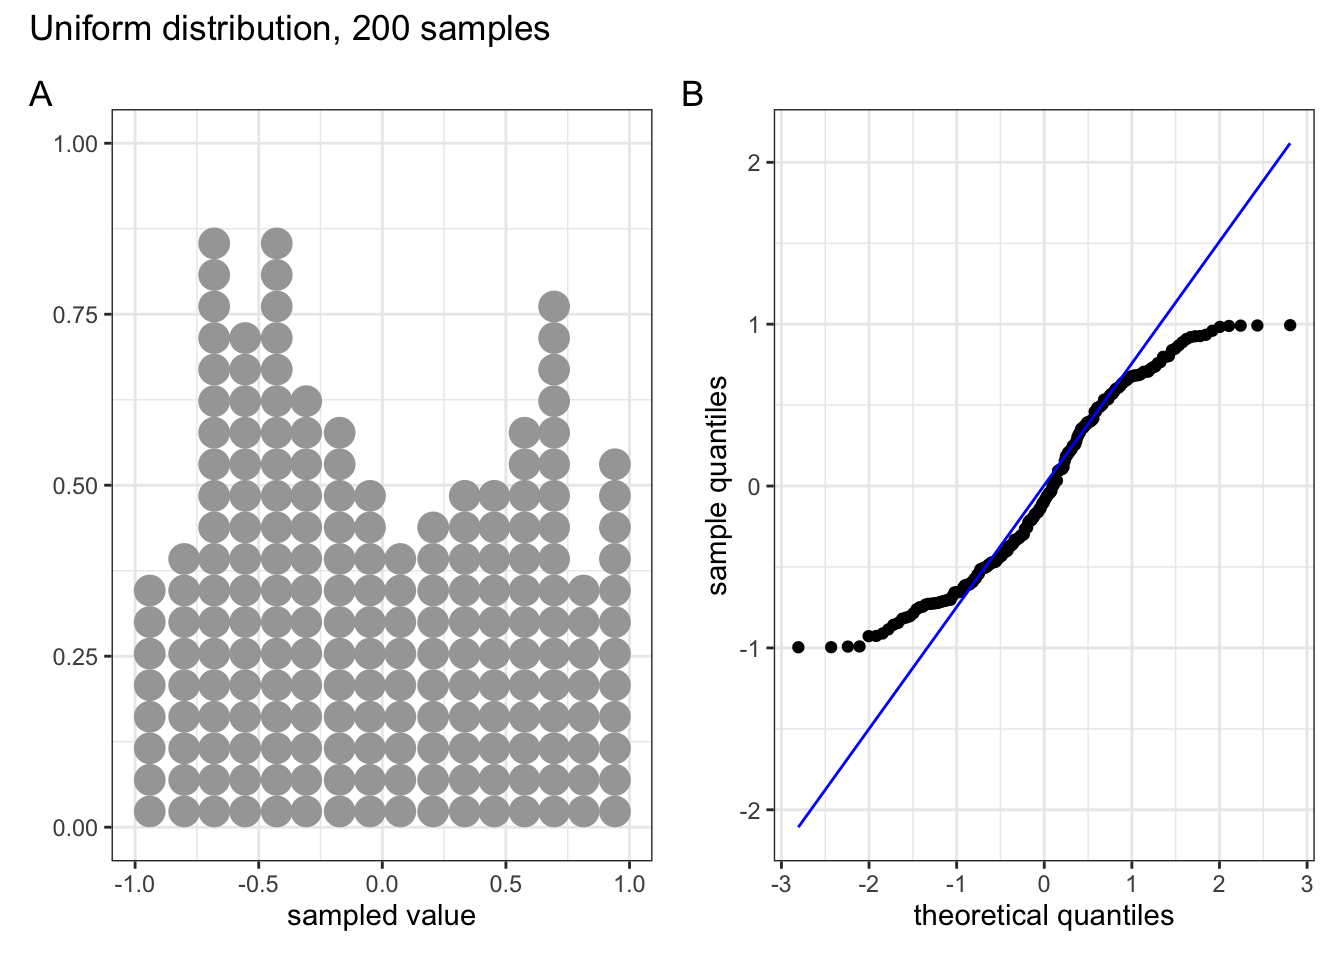 Uniform distribution, 200 samples
A
1.00
0.75
0.50
0.25
0.00
-1.0 -0.5 0.0 0.5 1.0
sampled value
B
sample quantiles
2
1
0
-1
-2
-3 -2 -1 0 1 2 3
theoretical quantiles